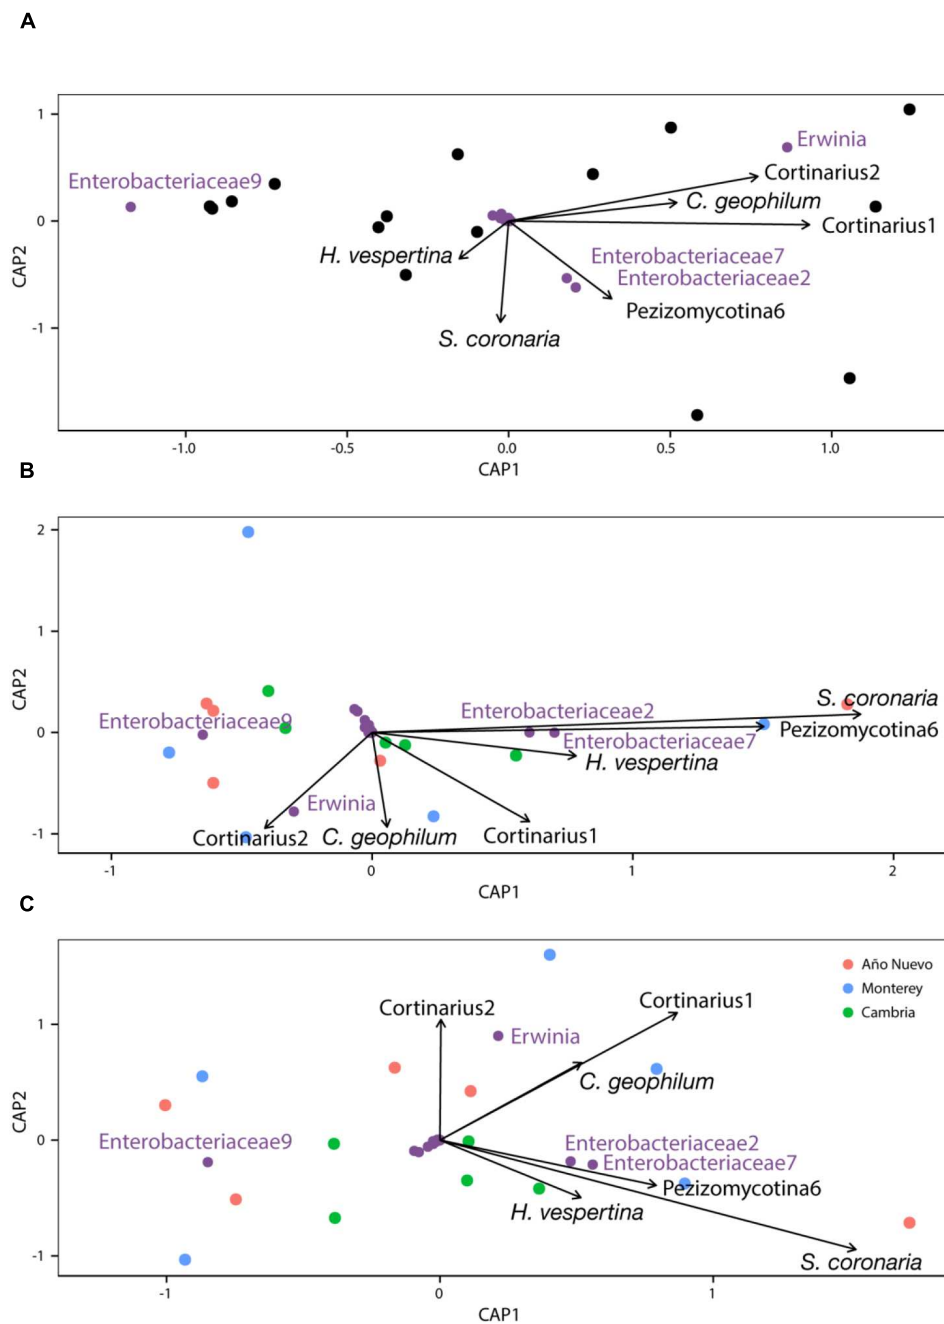 A
1
Erwinia
Cortinarius2
Enterobacteriaceae9
C. geophilum
0
Cortinarius1
CAP2
H. vespertina
Enterobacteriaceae7
Enterobacteriaceae2
Pezizomycotina6
-1
S. coronaria
-1.0 -0.5 0.0 0.5 1.0
CAP1
B
2
1
CAP2
S. coronaria
Enterobacteriaceae9
Enterobacteriaceae2
0
Pezizomycotina6
Enterobacteriaceae7
H. vespertina
Erwinia
-1
Cortinarius2 C. geophilum Cortinarius1
-1 0 1 2
CAP1
C
Año Nuevo
Monterey
Cambria
Cortinarius2
Cortinarius1
1
Erwinia
C. geophilum
CAP2
0
Enterobacteriaceae9
Enterobacteriaceae2
Enterobacteriaceae7
Pezizomycotina6
H. vespertina
-1
S. coronaria
-1 0 1
CAP1